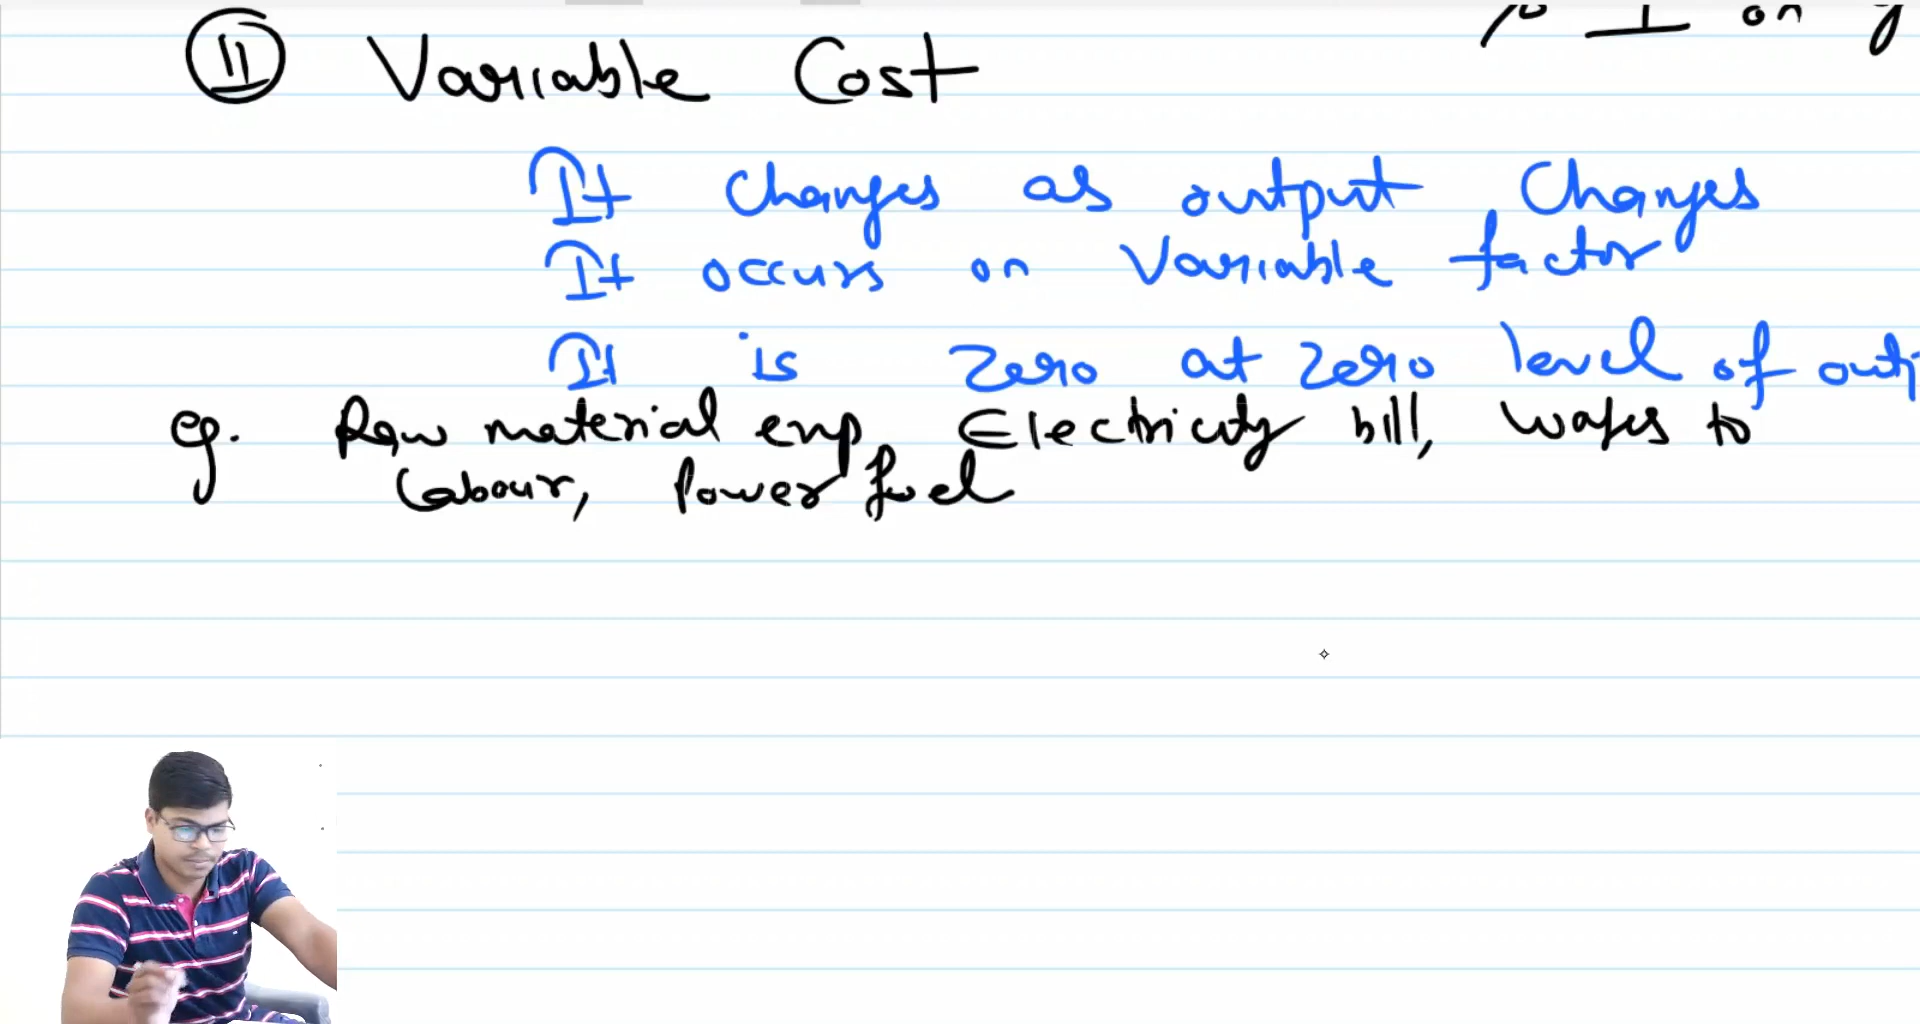 II Variable Cost
It changes as output changes
It occurs on Variable factor
It is zero at zero level of outp
eg. Raw material exp, Electricity bill, wages to
Labour, Power fuel